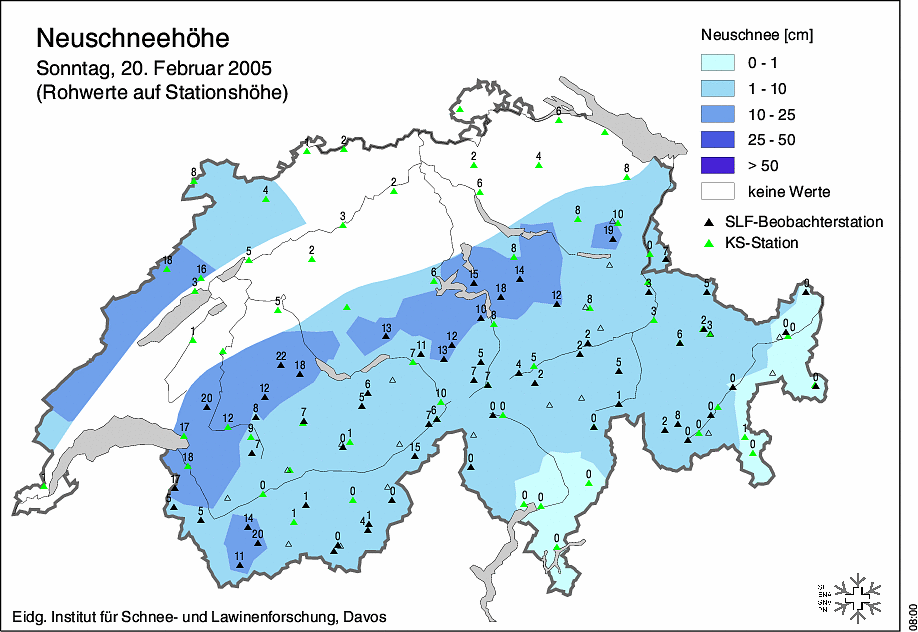 Neuschneehöhe
Sonntag, 20. Februar 2005
(Rohwerte auf Stationshöhe)
Neuschnee [cm]
0 - 1
1 - 10
10 - 25
25 - 50
> 50
keine Werte
SLF-Beobachterstation
KS-Station
6
1 2
2 4
8 8
4 2 6
3 8 10
19
5 2 8 0 7
18 16 6 15 14
3 18 3 5 0
5 12 8
10 8 3 2 3 0 0
1 13 12 2 6
11 13
22 18 7 5 5 2
4 5
6 7 7 2 0 0
12 5 10 1
20 8 7 7 6 0 0 0
12 9 2 8
17 7 0 1 15 0 0 1
0
18
17 0 0 0 0
5 1 0 0 0
1
5 14 1 1
4
20 0 0
11
Eidg. Institut für Schnee- und Lawinenforschung, Davos
08:00